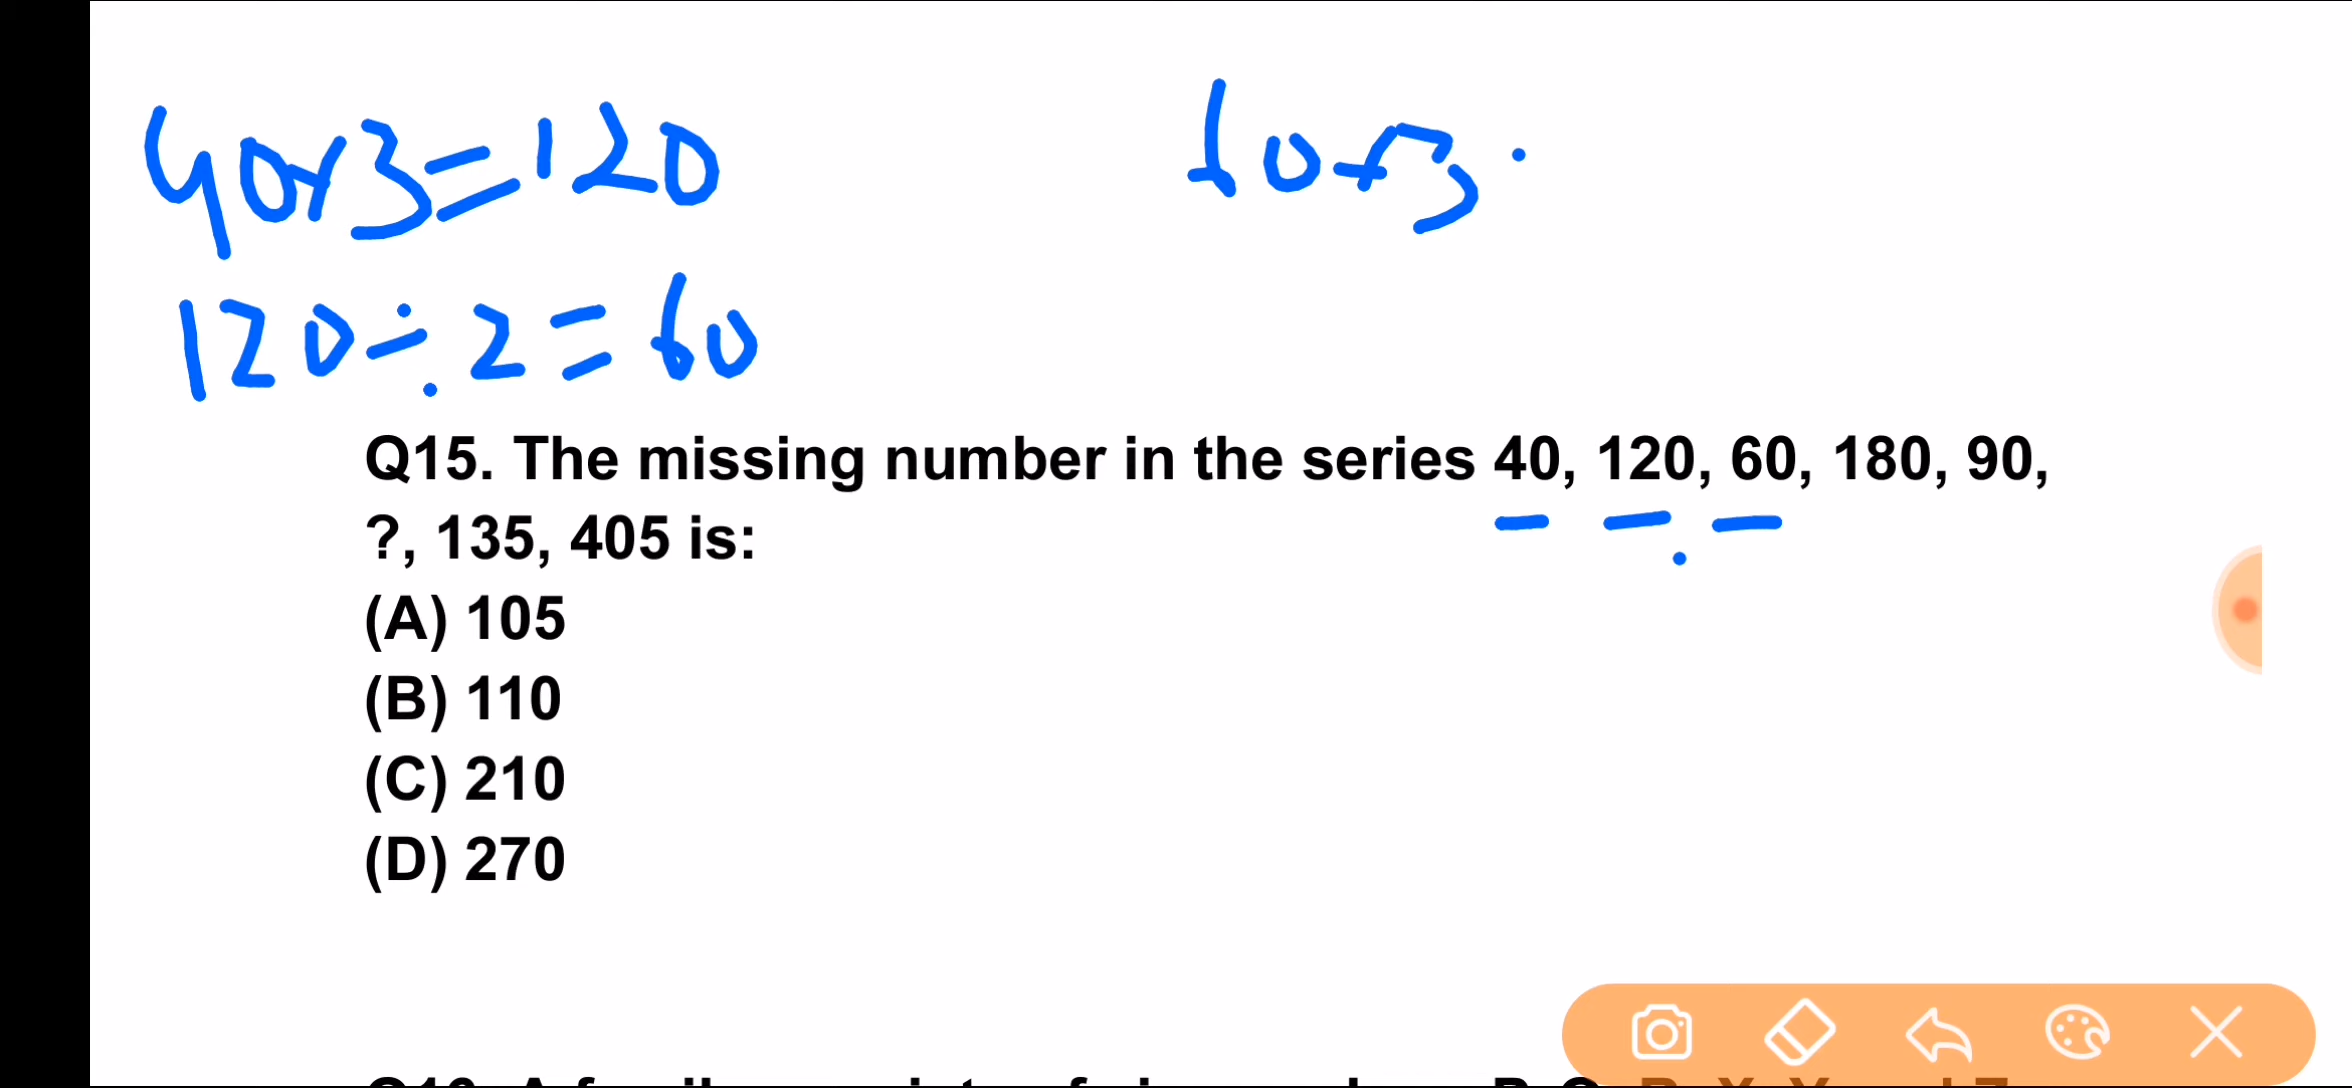 40×3=120
60×3
120÷2=60
Q15. The missing number in the series 40, 120, 60, 180, 90,
?, 135, 405 is:
(A) 105
(B) 110
(C) 210
(D) 270